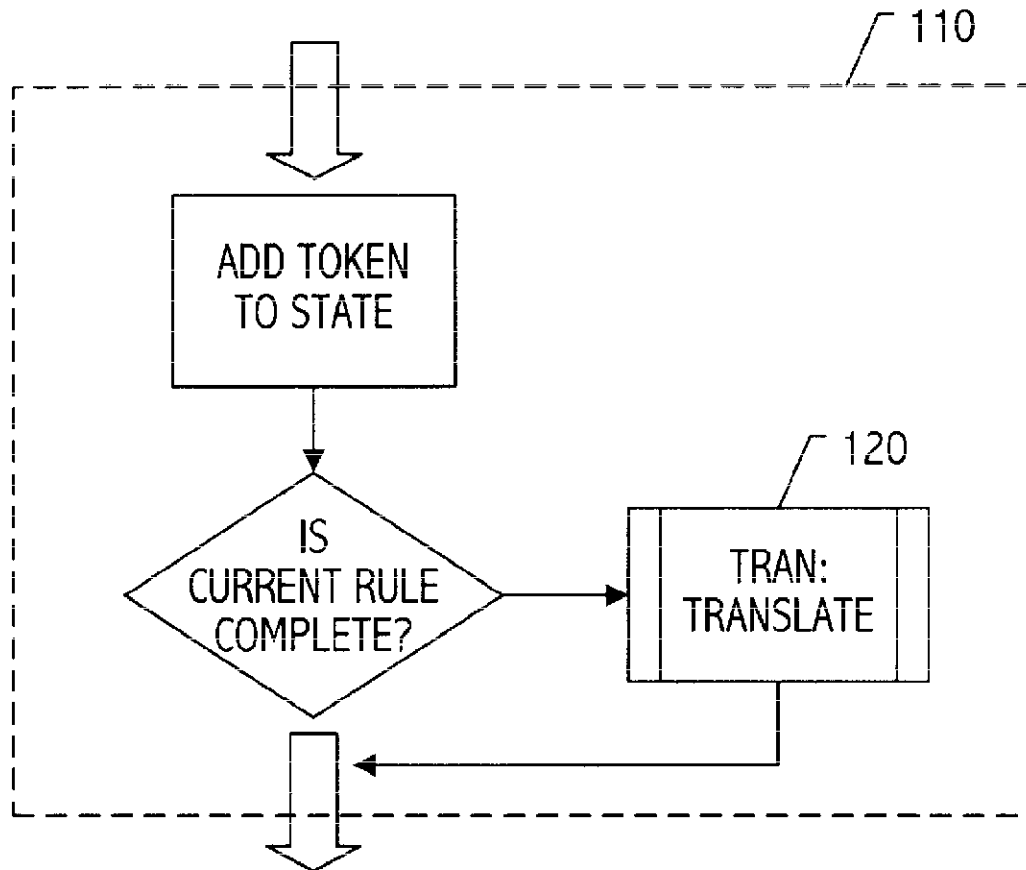 110
ADD TOKEN
TO STATE
120
IS
CURRENT RULE
COMPLETE?
TRAN:
TRANSLATE